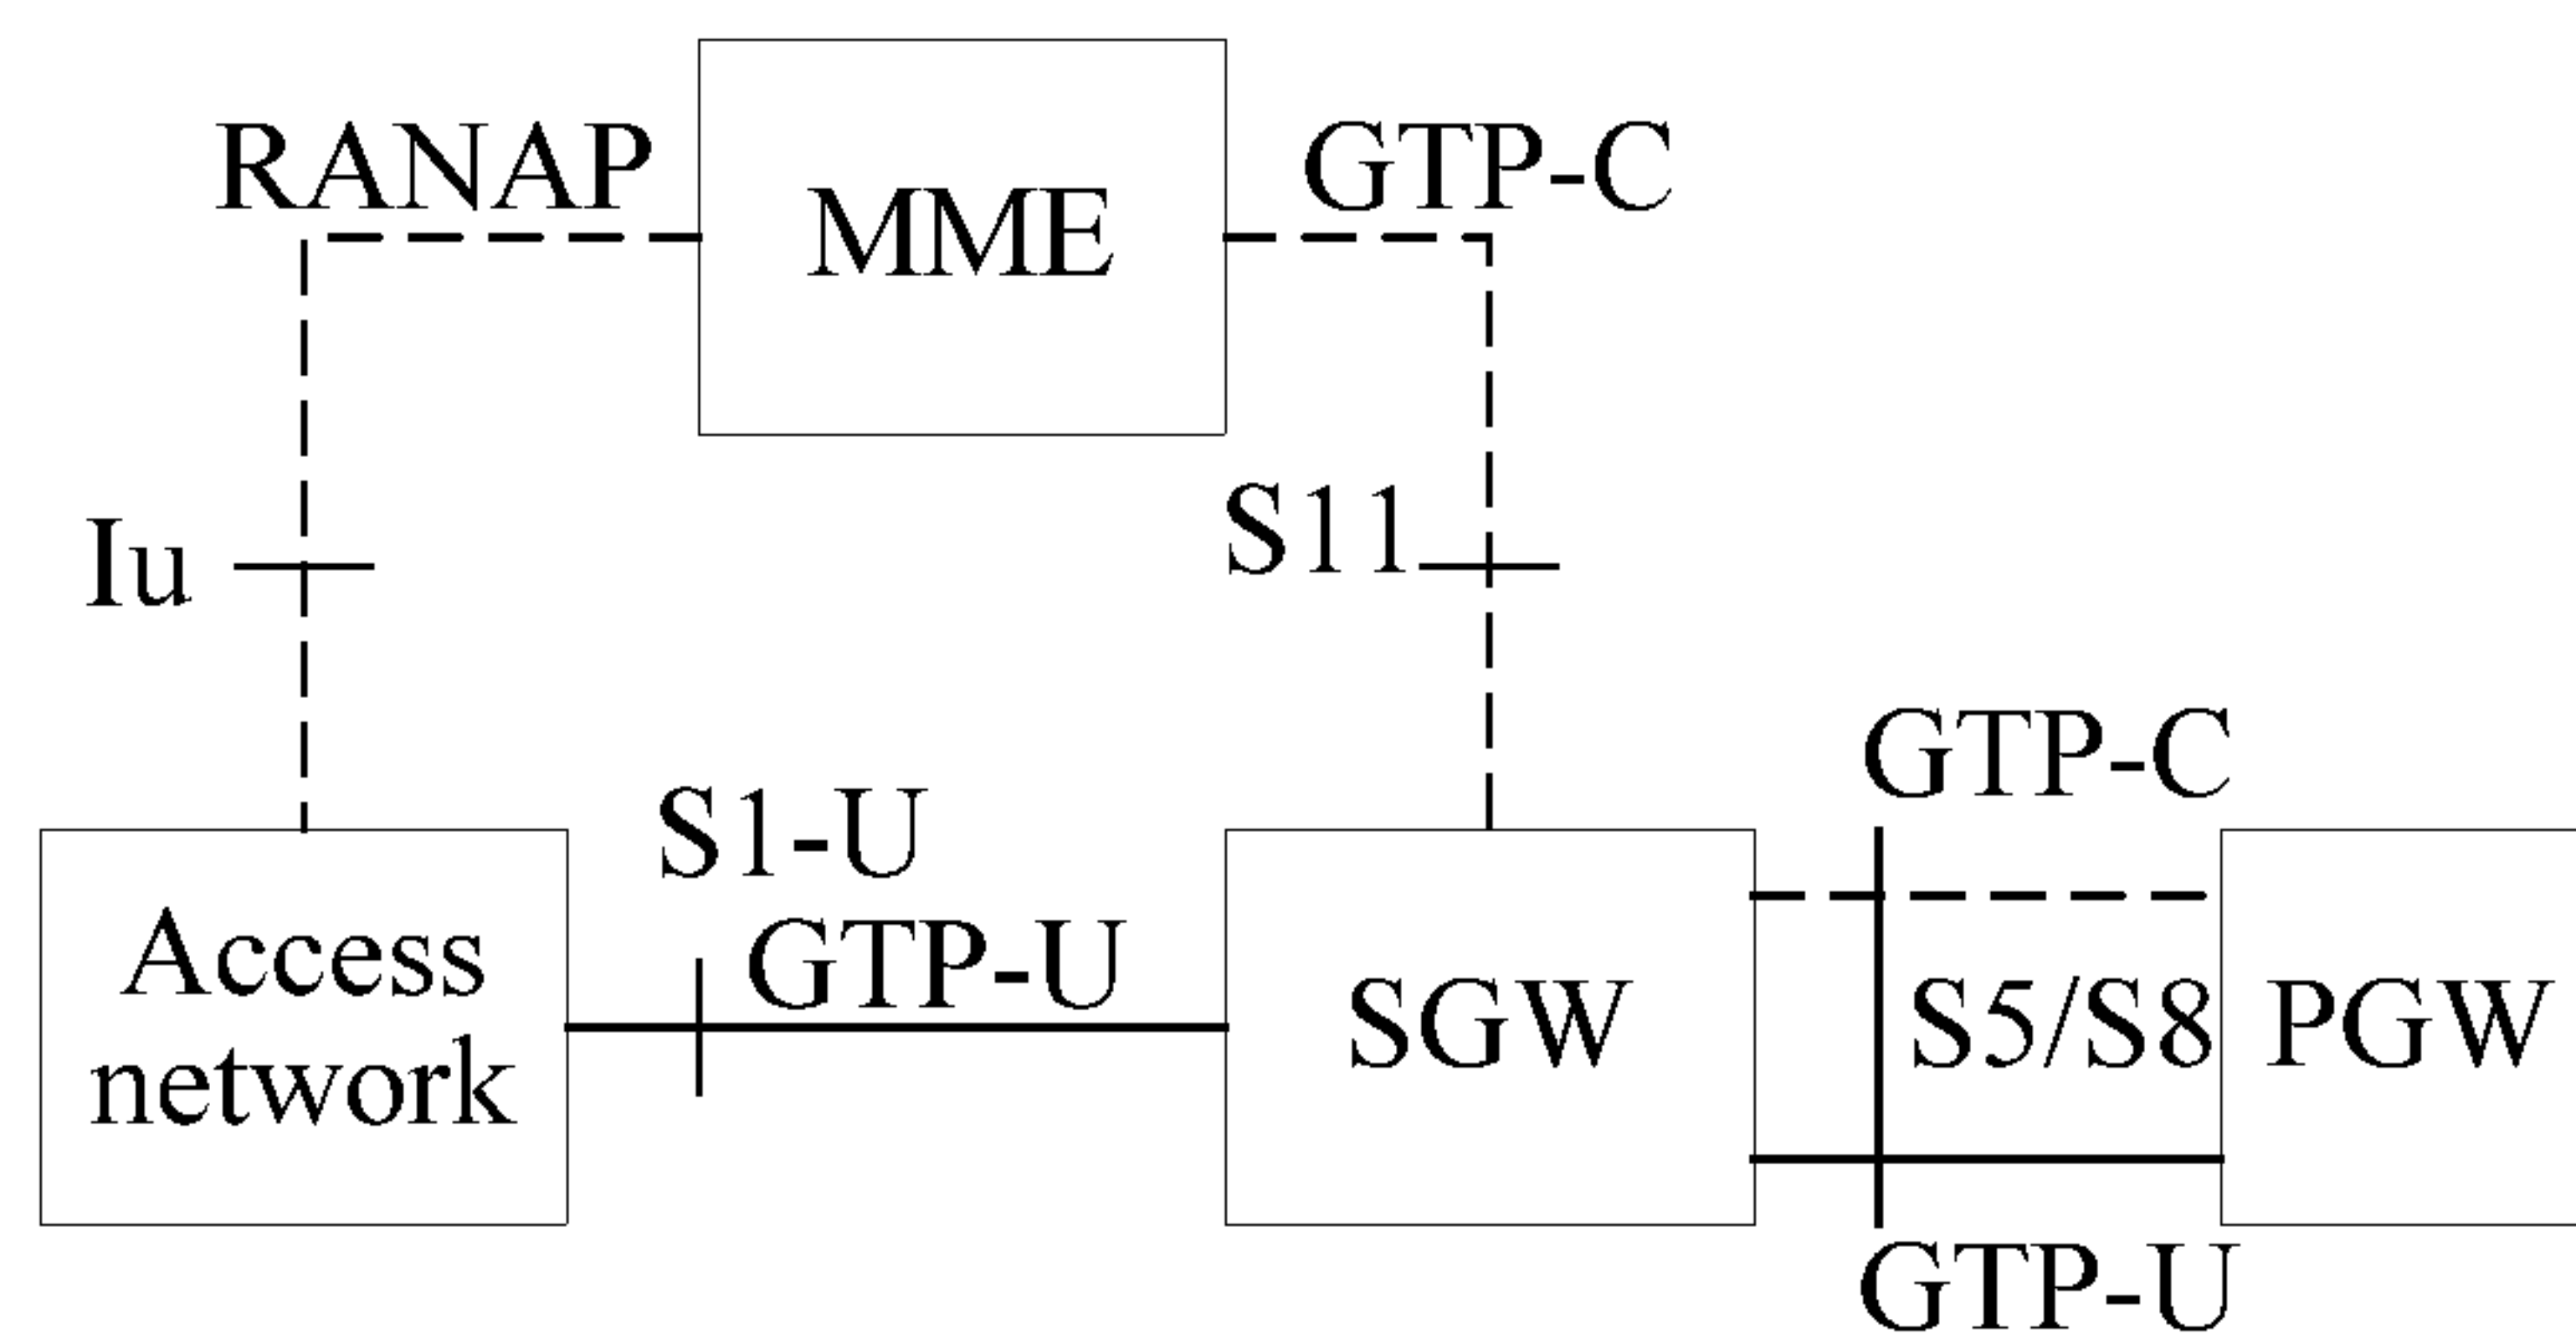 RANAP
MME
GTP-C
Iu
S11
GTP-C
S1-U
GTP-U
Access
network
SGW
S5/S8
PGW
GTP-U